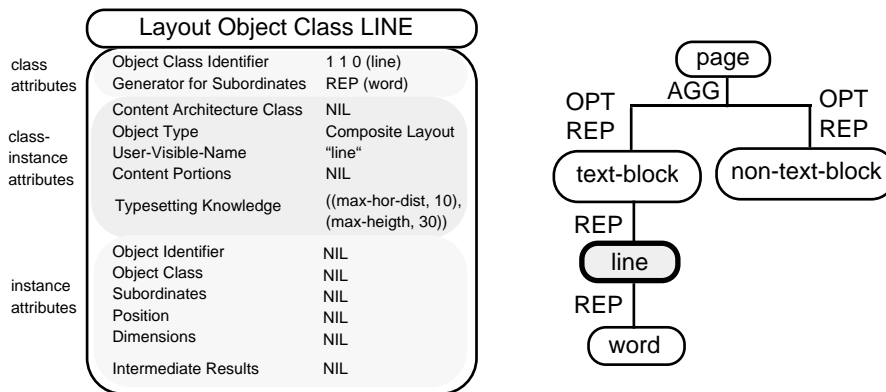 Layout Object Class LINE
class
attributes
Object Class Identifier 1 1 0 (line)
Generator for Subordinates REP (word)
class-
instance
attributes
Content Architecture Class NIL
Object Type Composite Layout
User-Visible-Name “line“
Content Portions NIL
Typesetting Knowledge ((max-hor-dist, 10),
(max-heigth, 30))
instance
attributes
Object Identifier NIL
Object Class NIL
Subordinates NIL
Position NIL
Dimensions NIL
Intermediate Results NIL
page
AGG
OPT
REP
OPT
REP
text-block
non-text-block
REP
line
REP
word